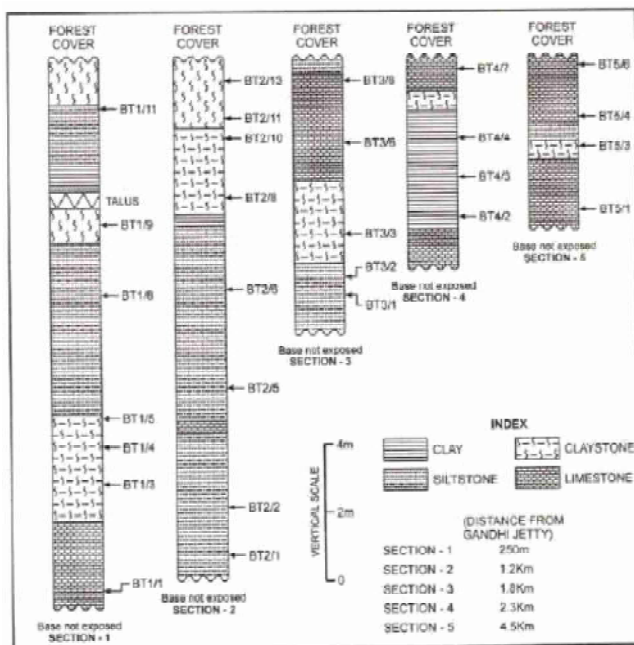 FOREST COVER
BT1/11
TALUS
BT1/9
BT1/6
BT1/5
BT1/4
BT1/3
BT1/1
Base not exposed
SECTION - 1
FOREST COVER
BT2/13
BT2/11
BT2/10
BT2/8
BT2/6
BT2/5
BT2/2
BT2/1
Base not exposed
SECTION - 2
FOREST COVER
BT3/8
BT3/6
BT3/3
BT3/2
BT3/1
Base not exposed
SECTION - 3
FOREST COVER
BT4/7
BT4/4
BT4/3
BT4/2
Base not exposed
SECTION - 4
FOREST COVER
BT5/6
BT5/4
BT5/3
BT5/1
Base not exposed
SECTION - 5
VERTICAL SCALE
4m
2m
0
INDEX
CLAY
CLAYSTONE
SILTSTONE
LIMESTONE
(DISTANCE FROM
GANDHI JETTY)
SECTION - 1 250m
SECTION - 2 1.2Km
SECTION - 3 1.8Km
SECTION - 4 2.3Km
SECTION - 5 4.5Km